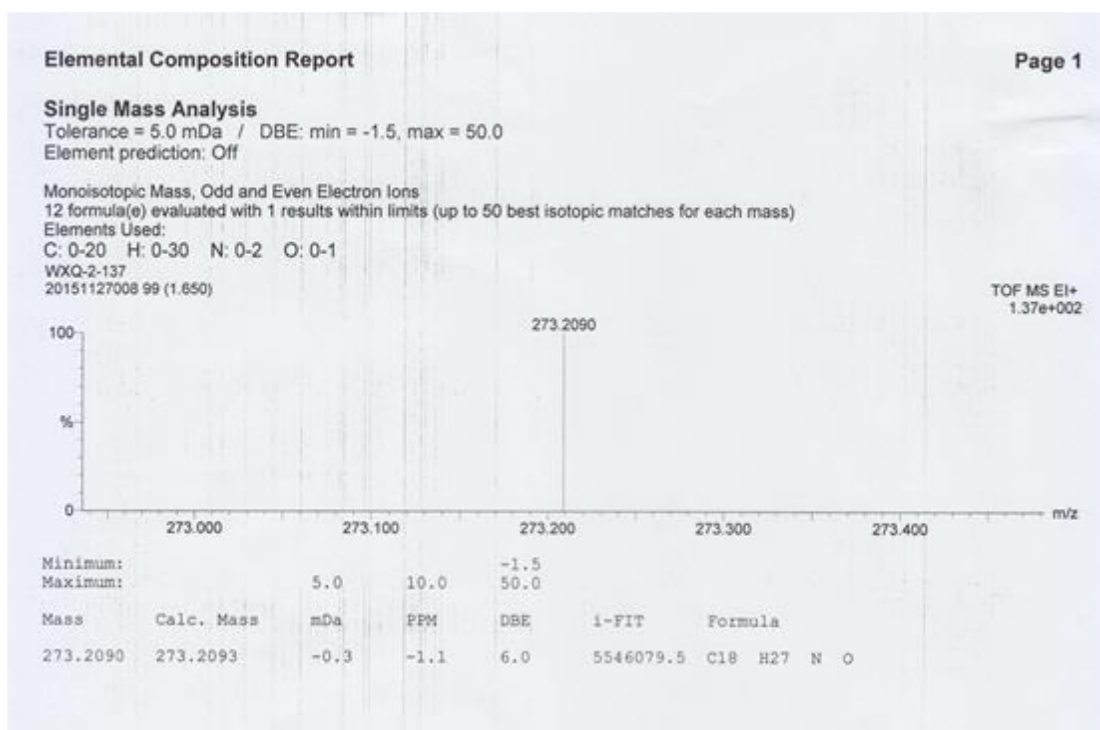 Elemental Composition Report Page 1
Single Mass Analysis
Tolerance = 5.0 mDa / DBE: min = -1.5, max = 50.0
Element prediction: Off
Monoisotopic Mass, Odd and Even Electron Ions
12 formula(e) evaluated with 1 results within limits (up to 50 best isotopic matches for each mass)
Elements Used:
C: 0-20 H: 0-30 N: 0-2 O: 0-1
WXQ-2-137
20151127008 99 (1.650) TOF MS EI+
1.37e+002
273.2090
100
%
0
273.000 273.100 273.200 273.300 273.400 m/z
Minimum: -1.5
Maximum: 5.0 10.0 50.0
Mass Calc. Mass mDa PPM DBE i-FIT Formula
273.2090 273.2093 -0.3 -1.1 6.0 5546079.5 C18 H27 N O